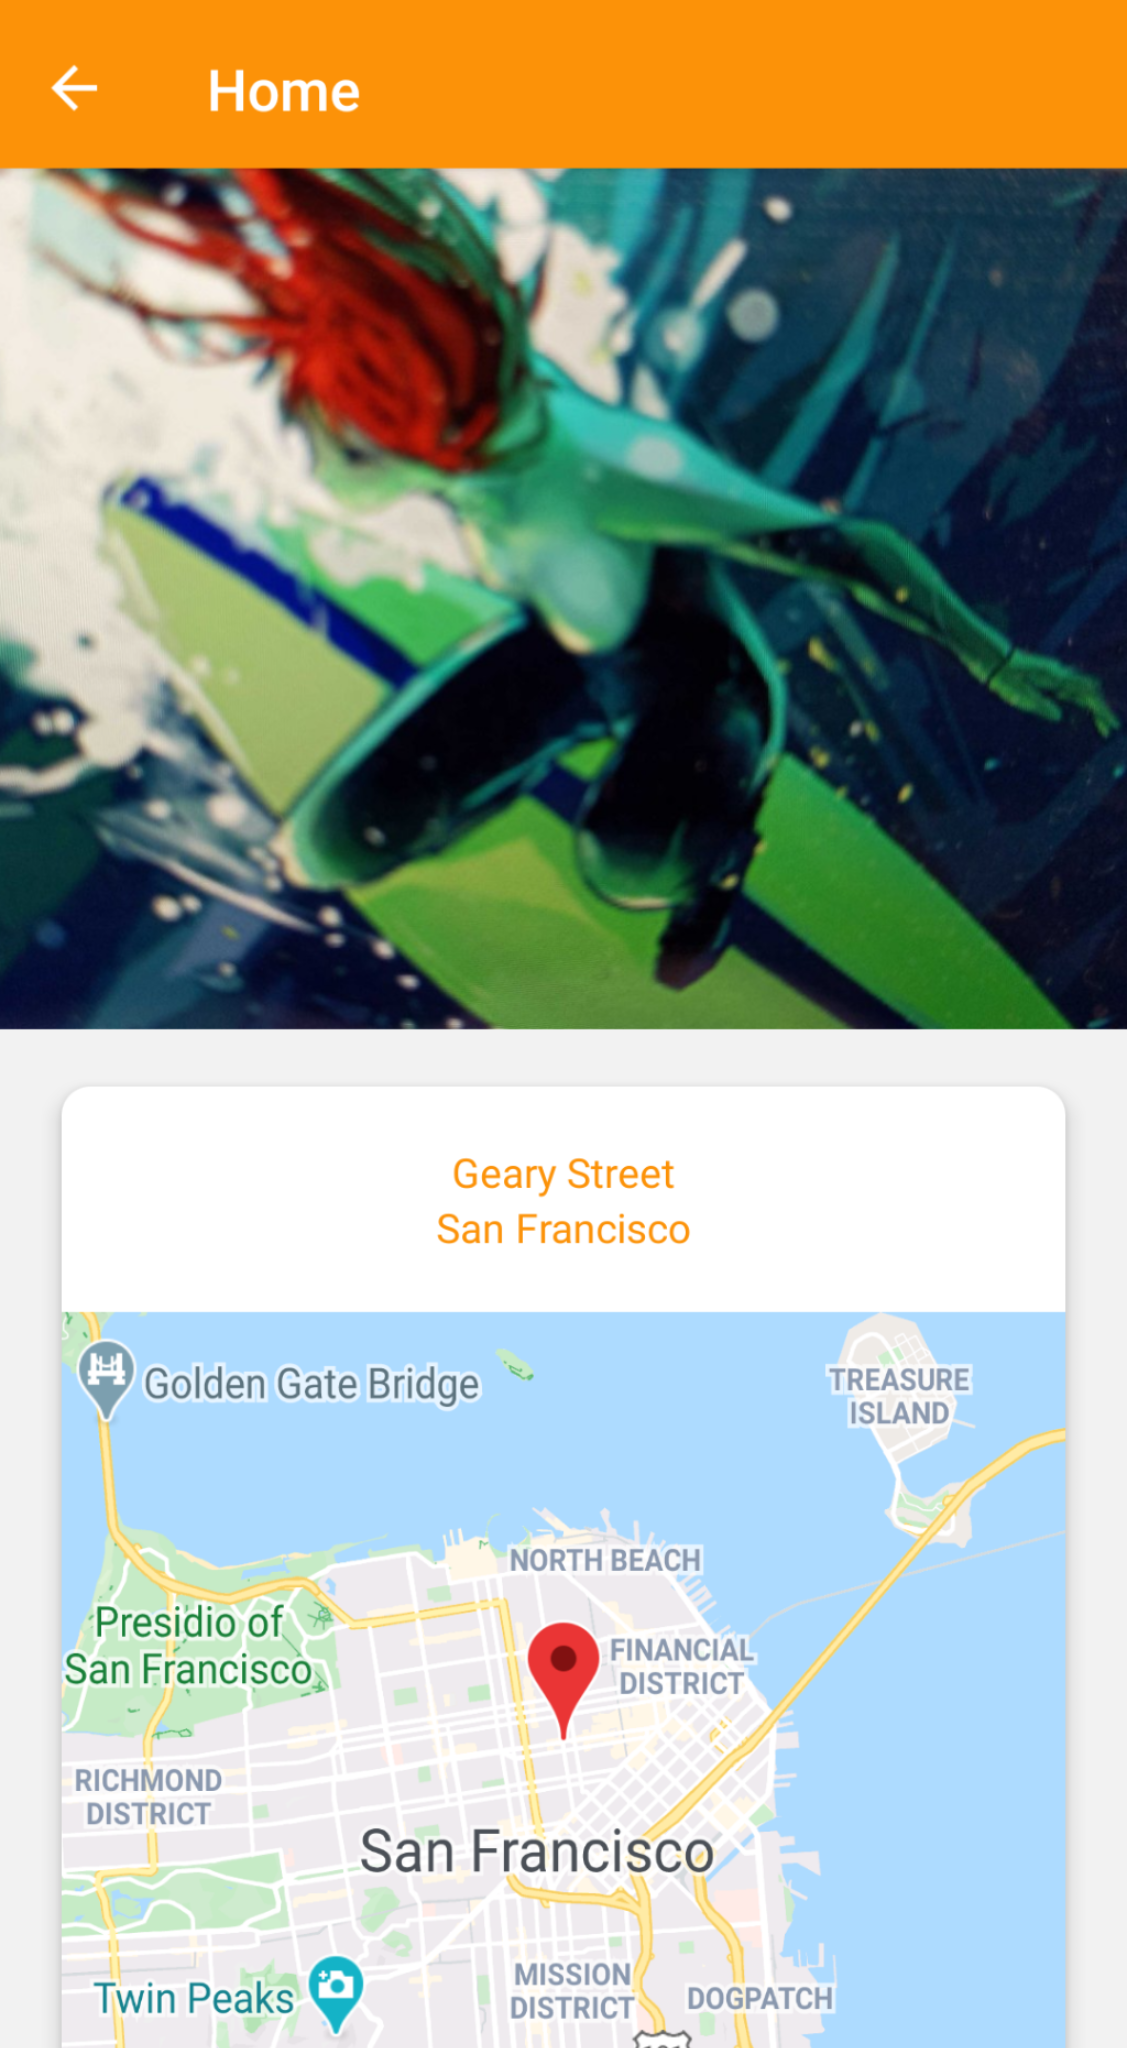 Home
Geary Street
San Francisco
Golden Gate Bridge
TREASURE
ISLAND
NORTH BEACH
Presidio of
San Francisco
FINANCIAL
DISTRICT
RICHMOND
DISTRICT
San Francisco
Twin Peaks
MISSION
DISTRICT
DOGPATCH